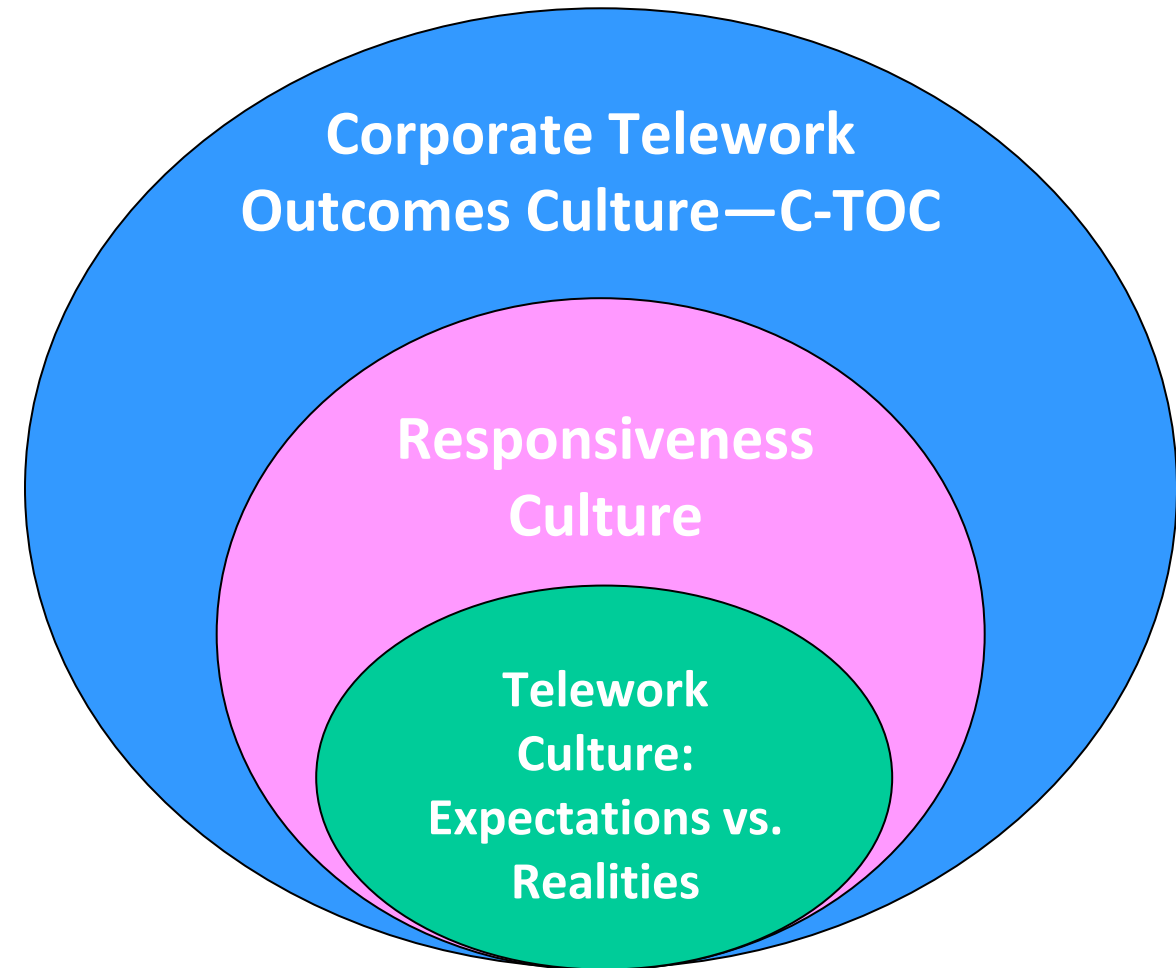 Corporate Telework
Outcomes Culture—C-TOC
Responsiveness
Culture
Telework
Culture:
Expectations vs.
Realities